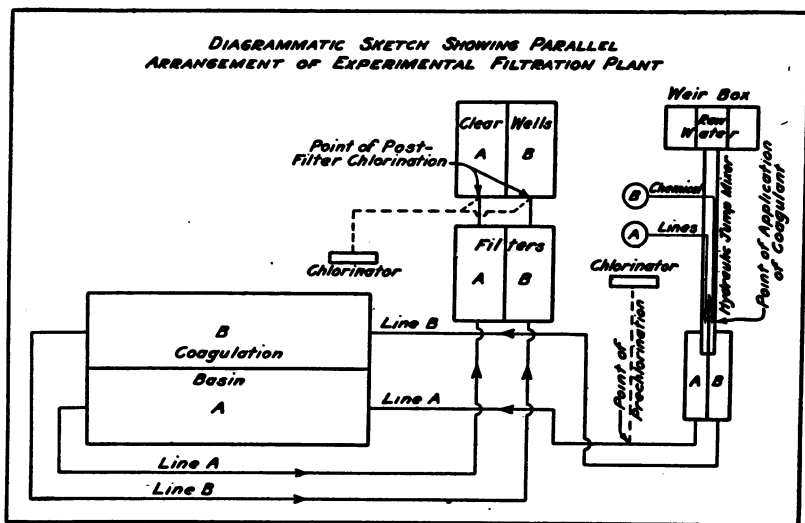 DIAGRAMMATIC SKETCH SHOWING PARALLEL
ARRANGEMENT OF EXPERIMENTAL FILTRATION PLANT
Weir Box
Raw
Water
Clear Wells
A B
Point of Post-
Filter Chlorination
B Chemical
A Lines
Hydraulic Jump Mixer
Point of Application
of Coagulant
Filters
A B
Chlorinator
Chlorinator
Line B
B
Coagulation
Basin
A
Line A
Point of
Prechlorination
A B
Line A
Line B